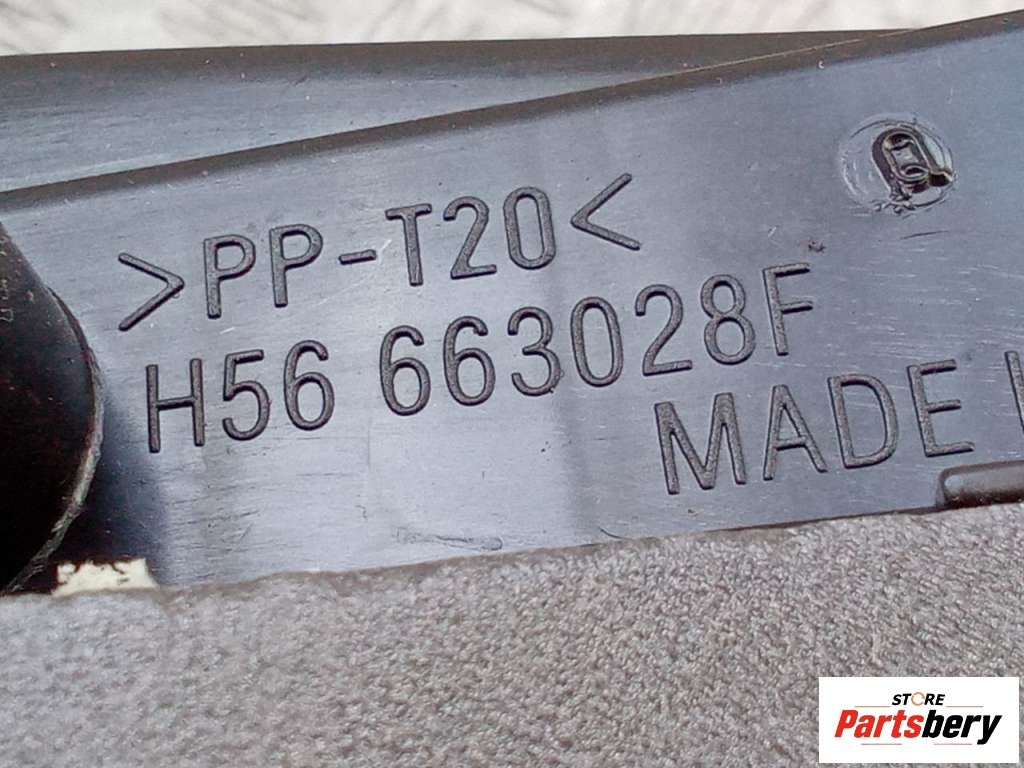 >PP-T20<
H56 663028F
MADE
STORE
Partsbery